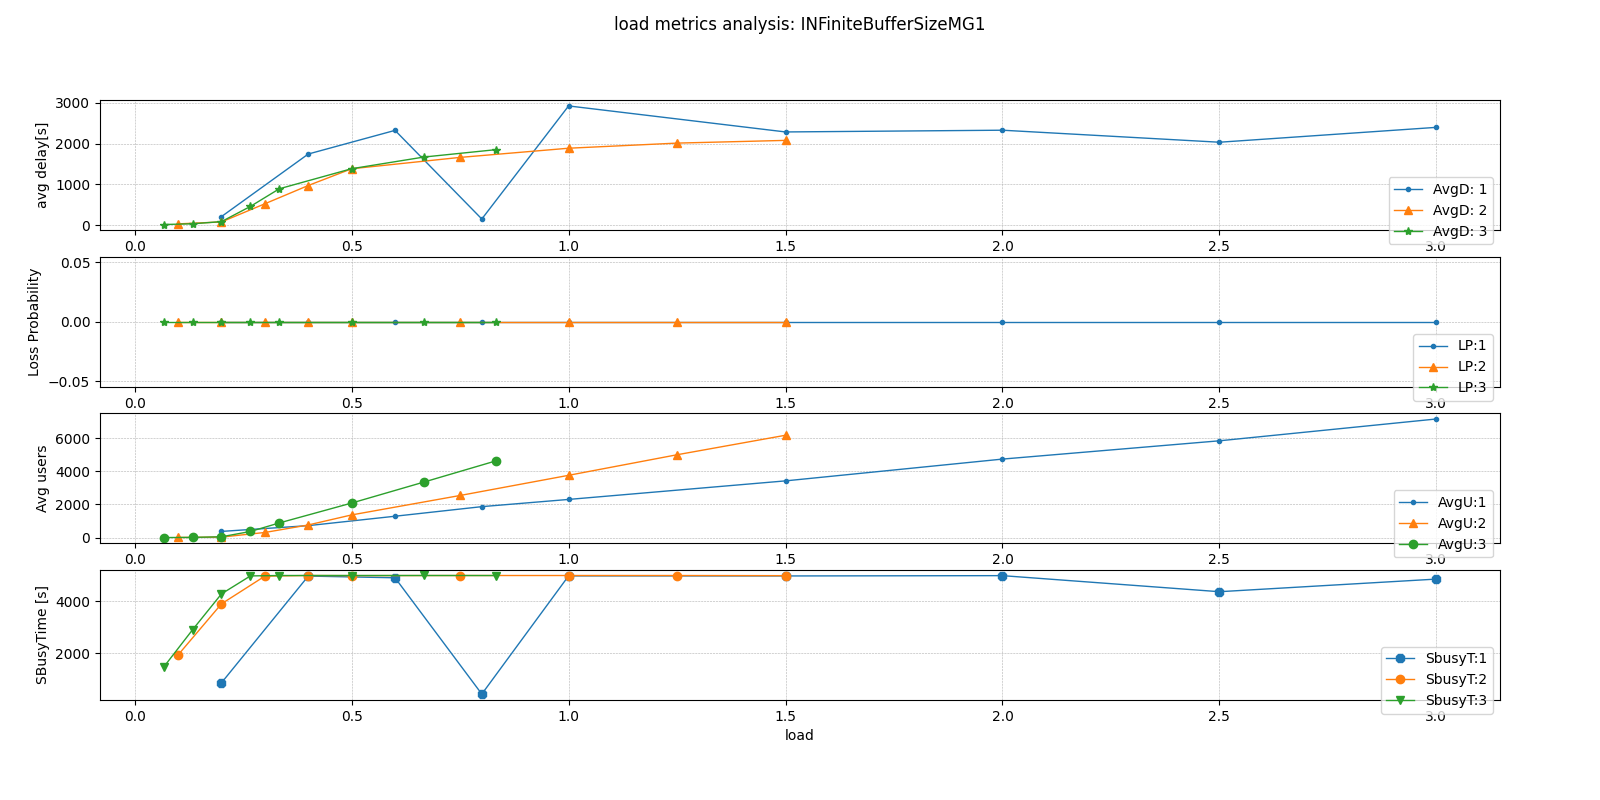 load metrics analysis: INFiniteBufferSizeMG1
avg delay[s]
3000
2000
1000
0
AvgD: 1
AvgD: 2
AvgD: 3
0.0 0.5 1.0 1.5 2.0 2.5 3.0
Loss Probability
0.05
0.00
−0.05
LP:1
LP:2
LP:3
0.0 0.5 1.0 1.5 2.0 2.5 3.0
Avg users
6000
4000
2000
0
AvgU:1
AvgU:2
AvgU:3
0.0 0.5 1.0 1.5 2.0 2.5 3.0
SBusyTime [s]
4000
2000
SbusyT:1
SbusyT:2
SbusyT:3
0.0 0.5 1.0 1.5 2.0 2.5 3.0
load